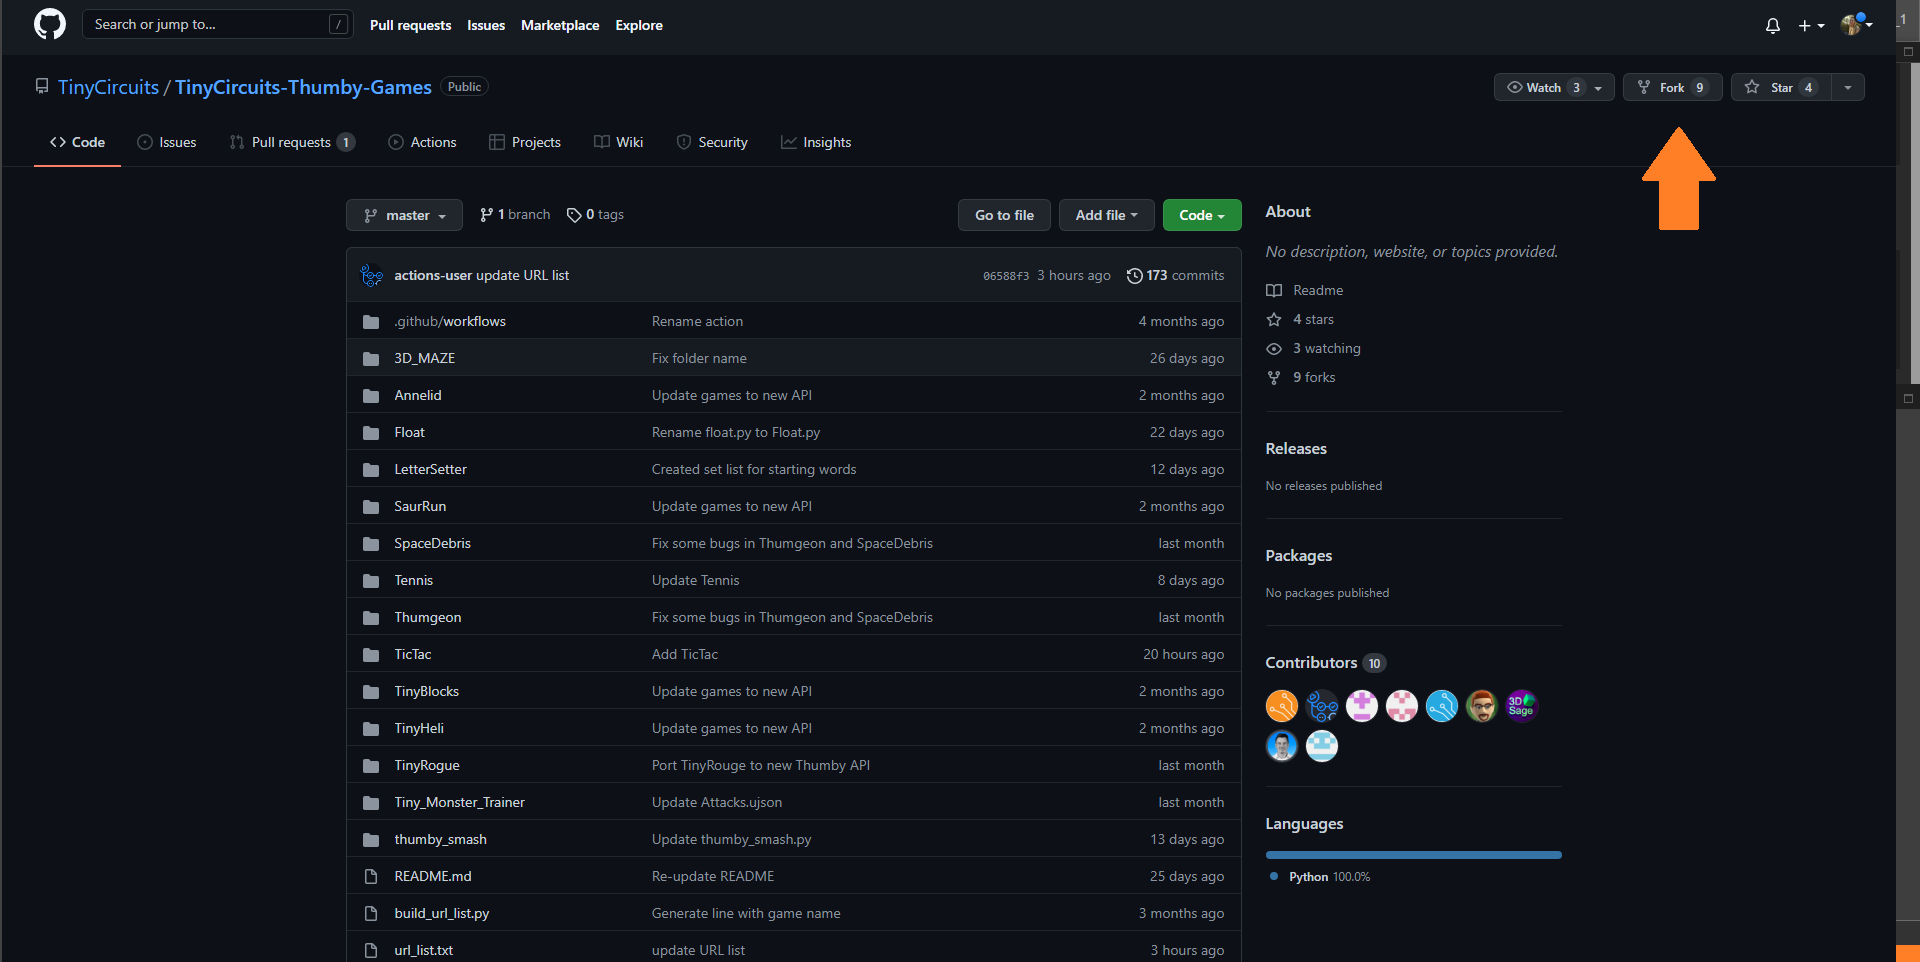 Search or jump to... / Pull requests Issues Marketplace Explore
TinyCircuits / TinyCircuits-Thumby-Games Public Watch 3 Fork 9 Star 4
Code Issues Pull requests 1 Actions Projects Wiki Security Insights
master 1 branch 0 tags Go to file Add file Code
actions-user update URL list 06588f3 3 hours ago 173 commits
.github/workflows Rename action 4 months ago
3D_MAZE Fix folder name 26 days ago
Annelid Update games to new API 2 months ago
Float Rename float.py to Float.py 22 days ago
LetterSetter Created set list for starting words 12 days ago
SaurRun Update games to new API 2 months ago
SpaceDebris Fix some bugs in Thumgeon and SpaceDebris last month
Tennis Update Tennis 8 days ago
Thumgeon Fix some bugs in Thumgeon and SpaceDebris last month
TicTac Add TicTac 20 hours ago
TinyBlocks Update games to new API 2 months ago
TinyHeli Update games to new API 2 months ago
TinyRogue Port TinyRouge to new Thumby API last month
Tiny_Monster_Trainer Update Attacks.ujson last month
thumby_smash Update thumby_smash.py 13 days ago
README.md Re-update README 25 days ago
build_url_list.py Generate line with game name 3 months ago
url_list.txt update URL list 3 hours ago
About
No description, website, or topics provided.
Readme
4 stars
3 watching
9 forks
Releases
No releases published
Packages
No packages published
Contributors 10
3D
Sage
Languages
Python 100.0%
_1